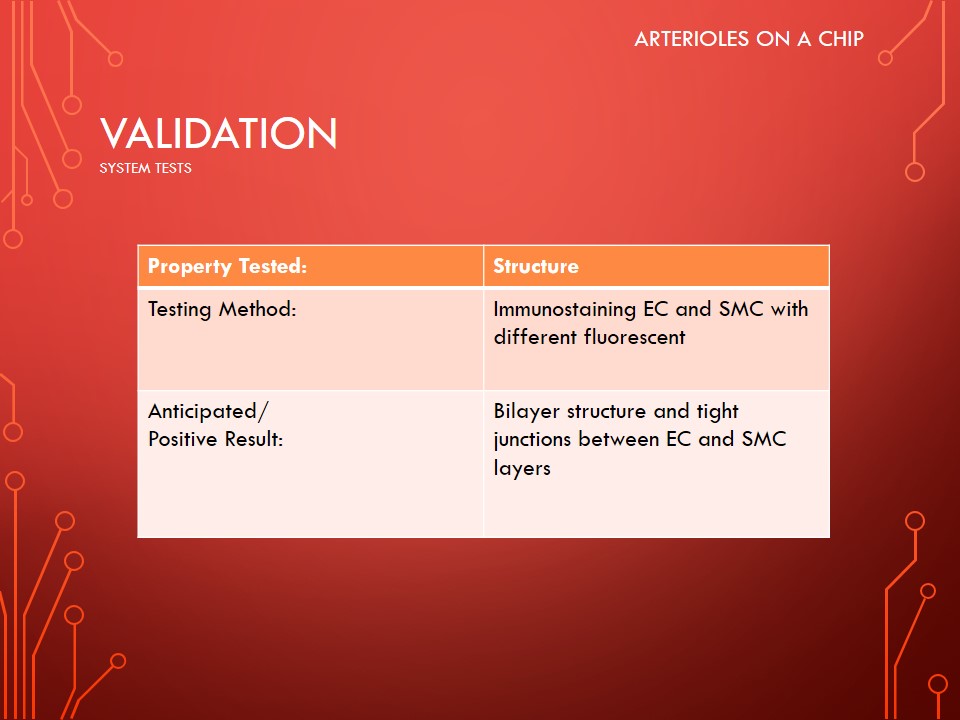 ARTERIOLES ON A CHIP
VALIDATION
SYSTEM TESTS
Property Tested:
Structure
Testing Method:
Immunostaining EC and SMC with
different fluorescent
Anticipated/
Positive Result:
Bilayer structure and tight
junctions between EC and SMC
layers